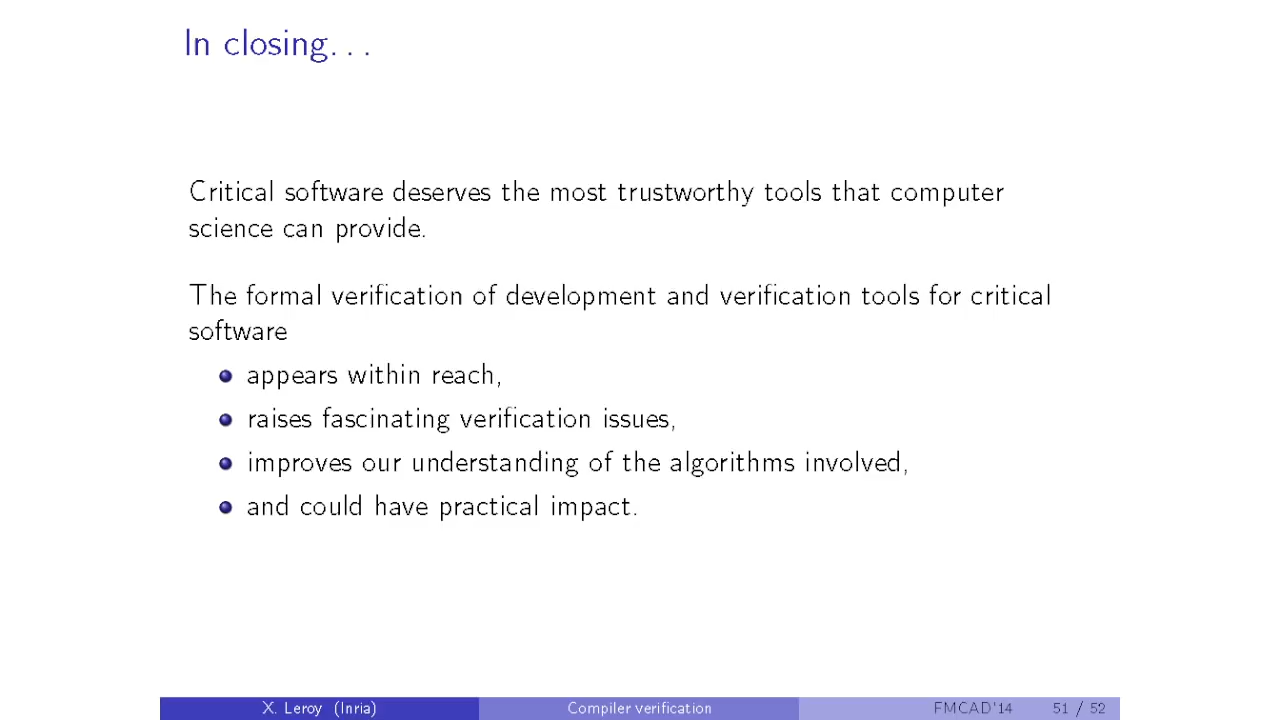 In closing. . .
Critical software deserves the most trustworthy tools that computer
science can provide.
The formal verification of development and verification tools for critical
software
appears within reach,
raises fascinating verification issues,
improves our understanding of the algorithms involved,
and could have practical impact.
X. Leroy (Inria) Compiler verification FMCAD'14 51 / 52